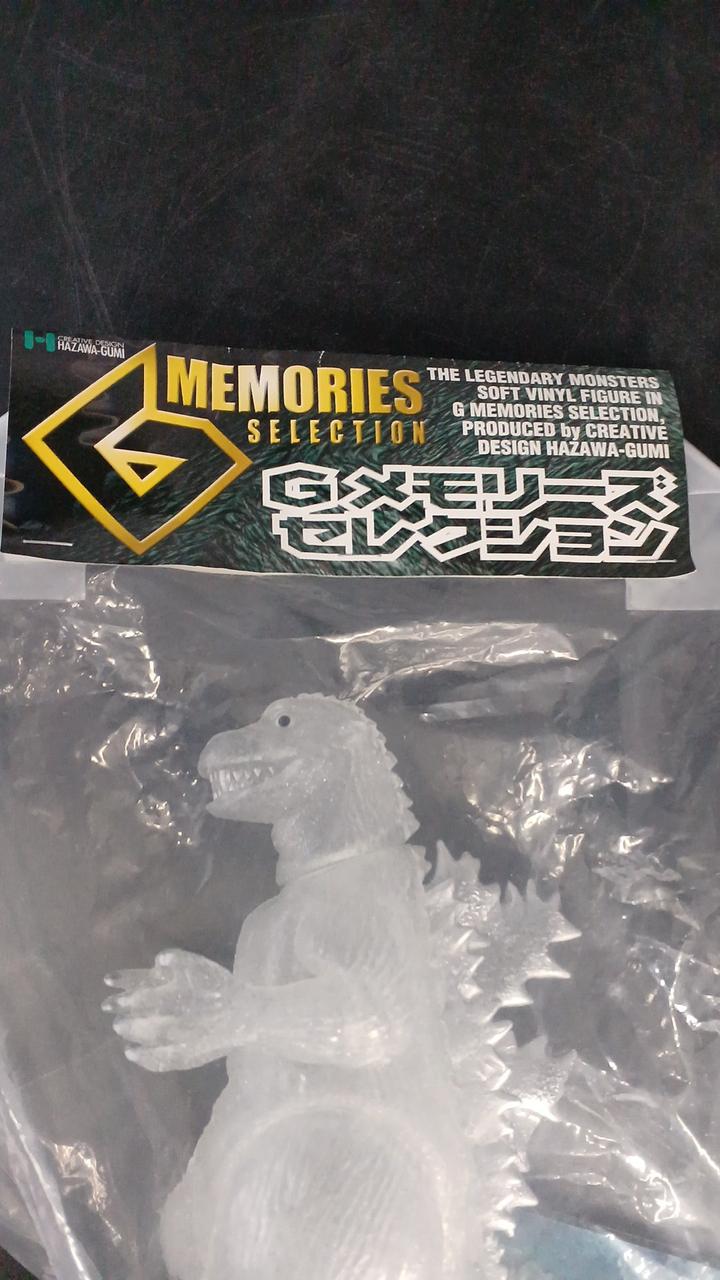 CREATIVE DESIGN
HAZAWA-GUMI
G
MEMORIES
SELECTION
THE LEGENDARY MONSTERS
SOFT VINYL FIGURE IN
G MEMORIES SELECTION,
PRODUCED by CREATIVE
DESIGN HAZAWA-GUMI
Gメモリーズ
セレクション